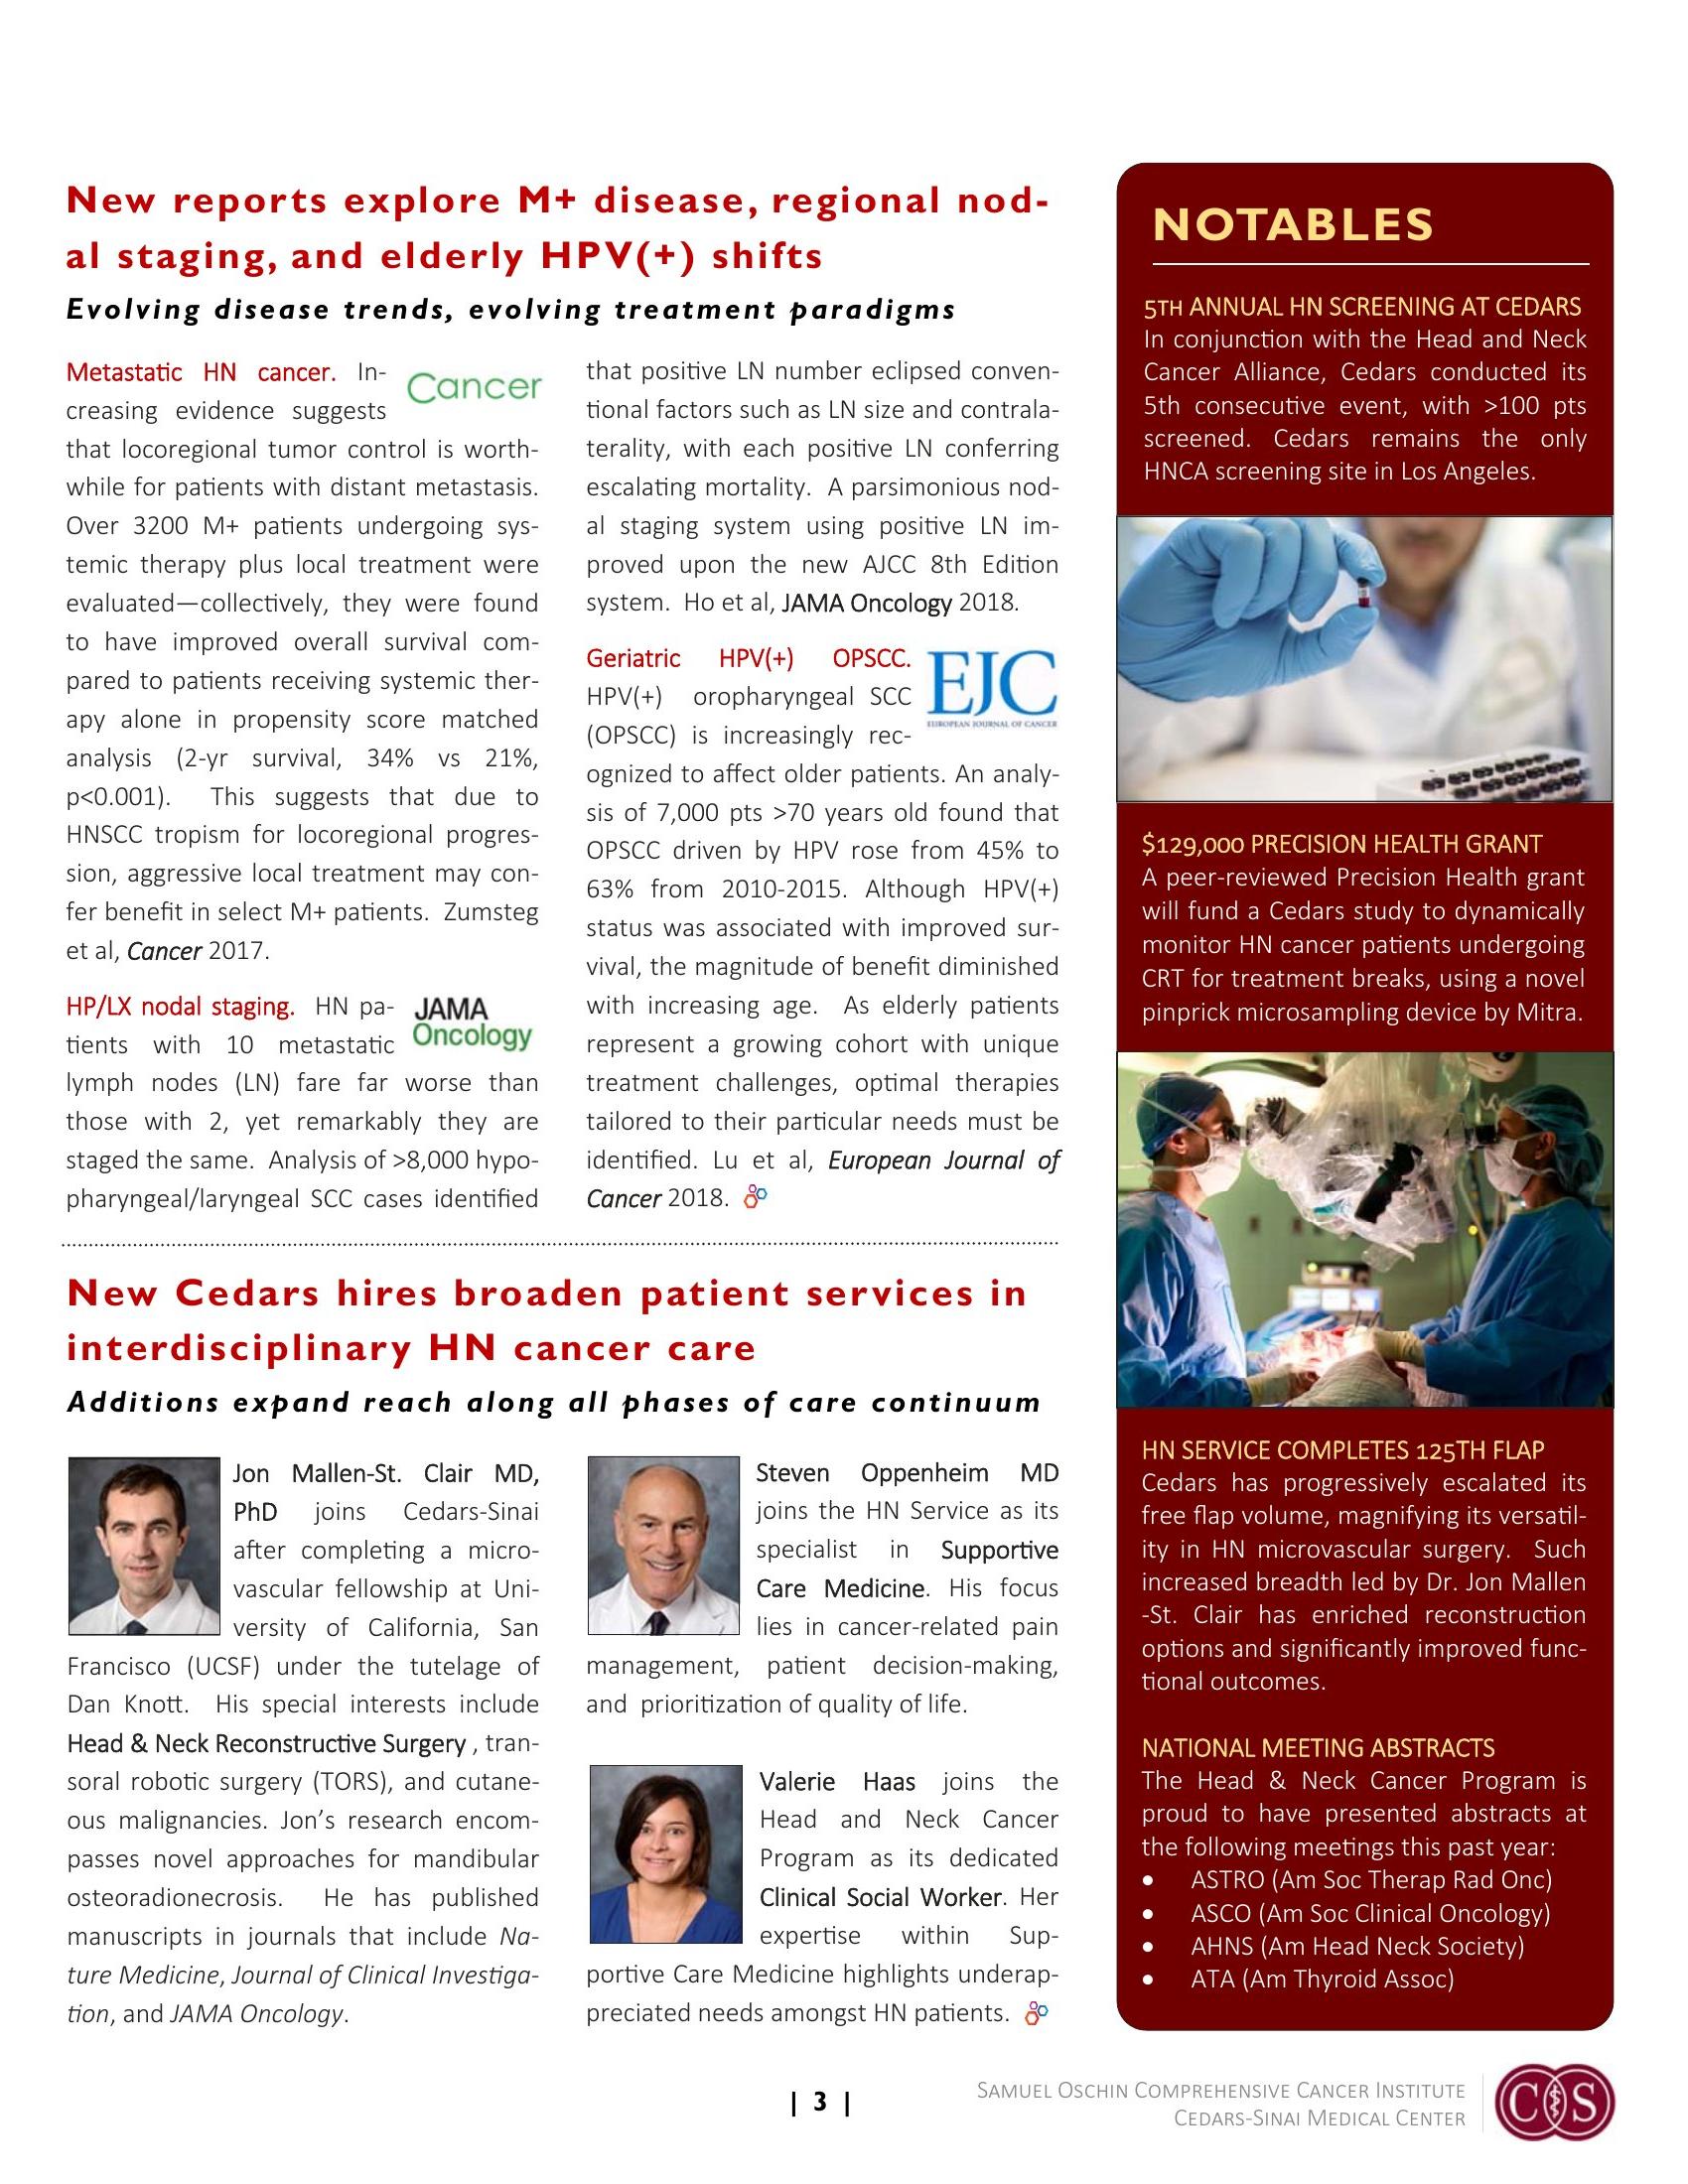 New reports explore M+ disease, regional nod-
al staging, and elderly HPV(+) shifts
Evolving disease trends, evolving treatment paradigms
Metastatic HN cancer. In-
Cancer
creasing evidence suggests
that locoregional tumor control is worth-
while for patients with distant metastasis.
Over 3200 M+ patients undergoing sys-
temic therapy plus local treatment were
evaluated—collectively, they were found
to have improved overall survival com-
pared to patients receiving systemic ther-
apy alone in propensity score matched
analysis (2-yr survival, 34% vs 21%,
p<0.001). This suggests that due to
HNSCC tropism for locoregional progres-
sion, aggressive local treatment may con-
fer benefit in select M+ patients. Zumsteg
et al, Cancer 2017.
HP/LX nodal staging. HN pa-
JAMA
Oncology
tients with 10 metastatic
lymph nodes (LN) fare far worse than
those with 2, yet remarkably they are
staged the same. Analysis of >8,000 hypo-
pharyngeal/laryngeal SCC cases identified
that positive LN number eclipsed conven-
tional factors such as LN size and contrala-
terality, with each positive LN conferring
escalating mortality. A parsimonious nod-
al staging system using positive LN im-
proved upon the new AJCC 8th Edition
system. Ho et al, JAMA Oncology 2018.
Geriatric HPV(+) OPSCC.
EJC
EUROPEAN JOURNAL OF CANCER
HPV(+) oropharyngeal SCC
(OPSCC) is increasingly rec-
ognized to affect older patients. An analy-
sis of 7,000 pts >70 years old found that
OPSCC driven by HPV rose from 45% to
63% from 2010-2015. Although HPV(+)
status was associated with improved sur-
vival, the magnitude of benefit diminished
with increasing age. As elderly patients
represent a growing cohort with unique
treatment challenges, optimal therapies
tailored to their particular needs must be
identified. Lu et al, European Journal of
Cancer 2018.
New Cedars hires broaden patient services in
interdisciplinary HN cancer care
Additions expand reach along all phases of care continuum
Jon Mallen-St. Clair MD,
PhD joins Cedars-Sinai
after completing a micro-
vascular fellowship at Uni-
versity of California, San
Francisco (UCSF) under the tutelage of
Dan Knott. His special interests include
Head & Neck Reconstructive Surgery , tran-
soral robotic surgery (TORS), and cutane-
ous malignancies. Jon’s research encom-
passes novel approaches for mandibular
osteoradionecrosis. He has published
manuscripts in journals that include Na-
ture Medicine, Journal of Clinical Investiga-
tion, and JAMA Oncology.
Steven Oppenheim MD
joins the HN Service as its
specialist in Supportive
Care Medicine. His focus
lies in cancer-related pain
management, patient decision-making,
and prioritization of quality of life.
Valerie Haas joins the
Head and Neck Cancer
Program as its dedicated
Clinical Social Worker. Her
expertise within Sup-
portive Care Medicine highlights underap-
preciated needs amongst HN patients.
NOTABLES
5TH ANNUAL HN SCREENING AT CEDARS
In conjunction with the Head and Neck
Cancer Alliance, Cedars conducted its
5th consecutive event, with >100 pts
screened. Cedars remains the only
HNCA screening site in Los Angeles.
$129,000 PRECISION HEALTH GRANT
A peer-reviewed Precision Health grant
will fund a Cedars study to dynamically
monitor HN cancer patients undergoing
CRT for treatment breaks, using a novel
pinprick microsampling device by Mitra.
HN SERVICE COMPLETES 125TH FLAP
Cedars has progressively escalated its
free flap volume, magnifying its versatil-
ity in HN microvascular surgery. Such
increased breadth led by Dr. Jon Mallen
-St. Clair has enriched reconstruction
options and significantly improved func-
tional outcomes.
NATIONAL MEETING ABSTRACTS
The Head & Neck Cancer Program is
proud to have presented abstracts at
the following meetings this past year:
• ASTRO (Am Soc Therap Rad Onc)
• ASCO (Am Soc Clinical Oncology)
• AHNS (Am Head Neck Society)
• ATA (Am Thyroid Assoc)
| 3 |
SAMUEL OSCHIN COMPREHENSIVE CANCER INSTITUTE
CEDARS-SINAI MEDICAL CENTER
CS